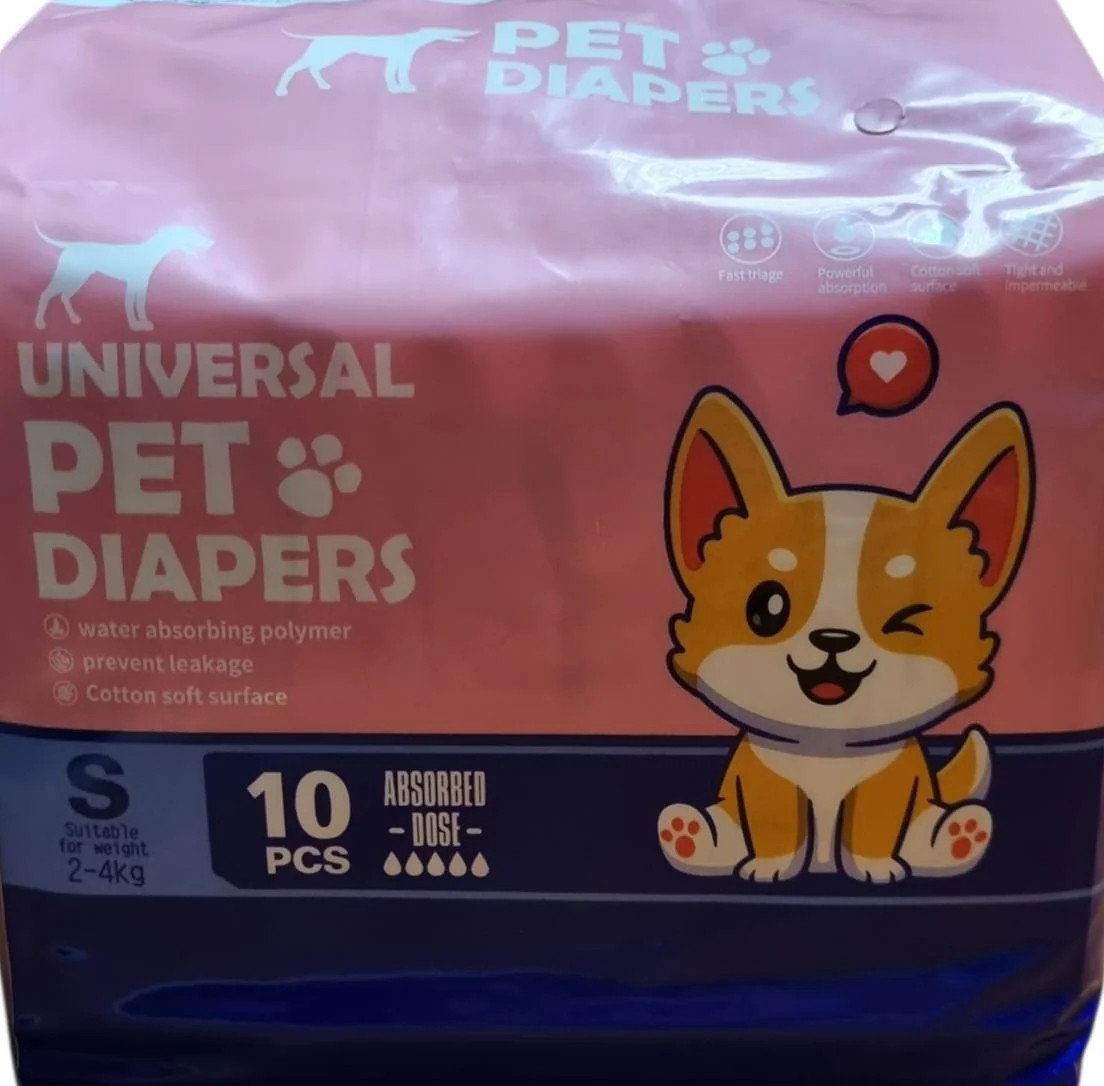 PET
DIAPERS
Fast triage
Powerful
absorption
Cotton soft
surface
Tight and
impermeable
UNIVERSAL
PET
DIAPERS
water absorbing polymer
prevent leakage
Cotton soft surface
S
Suitable
for weight
2-4kg
10
PCS
ABSORBED
-DOSE-